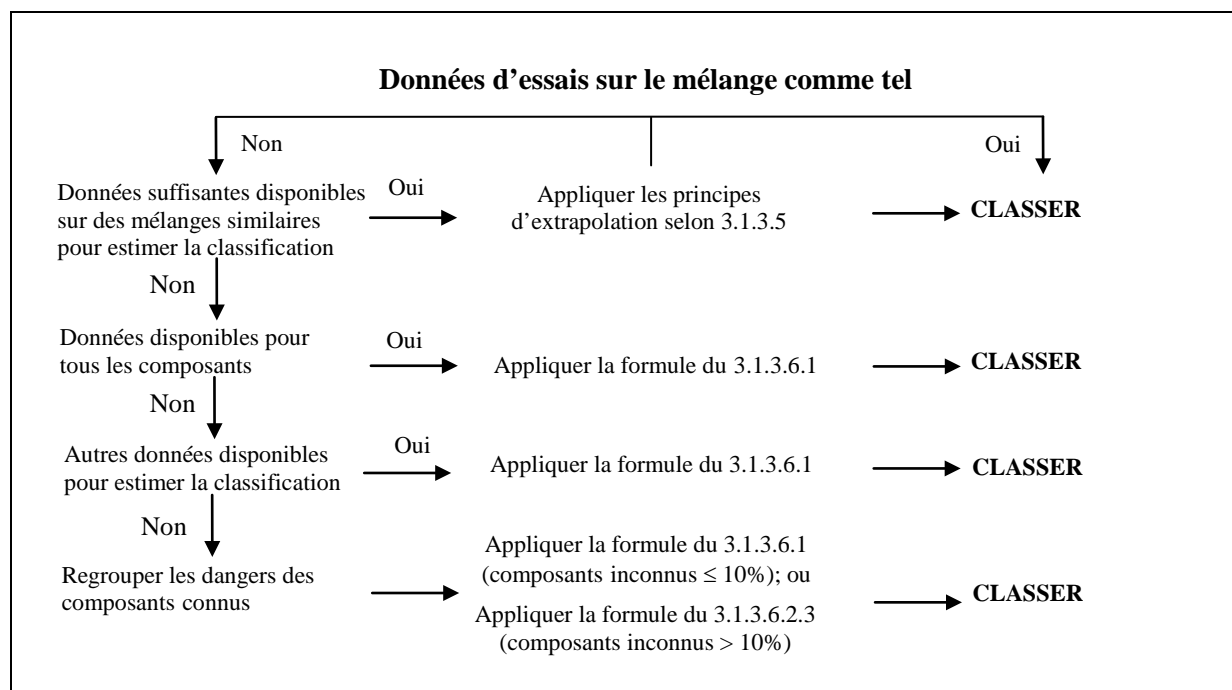 Données d’essais sur le mélange comme tel
Non
Oui
Données suffisantes disponibles
sur des mélanges similaires
pour estimer la classification
Oui
Appliquer les principes
d’extrapolation selon 3.1.3.5
CLASSER
Non
Données disponibles pour
tous les composants
Oui
Appliquer la formule du 3.1.3.6.1
CLASSER
Non
Autres données disponibles
pour estimer la classification
Oui
Appliquer la formule du 3.1.3.6.1
CLASSER
Non
Regrouper les dangers des
composants connus
Appliquer la formule du 3.1.3.6.1
(composants inconnus ≤ 10%); ou
Appliquer la formule du 3.1.3.6.2.3
(composants inconnus > 10%)
CLASSER